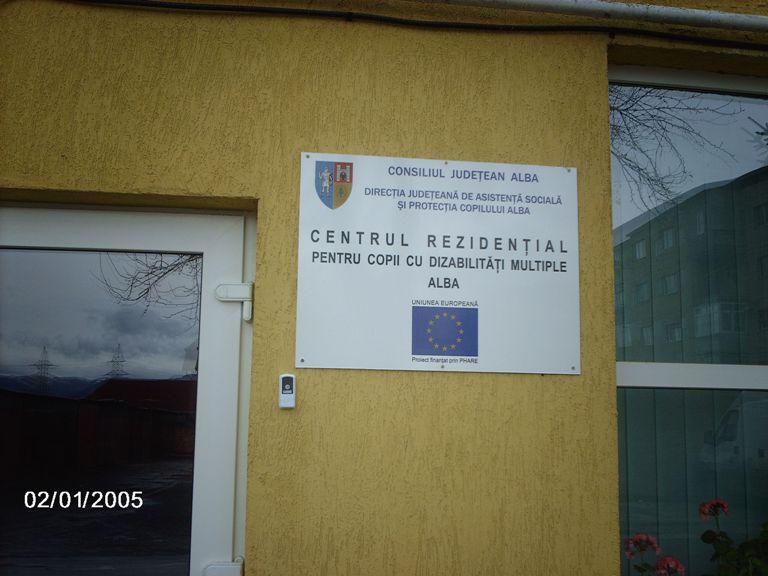 CONSILIUL JUDEȚEAN ALBA
DIRECȚIA JUDEȚEANĂ DE ASISTENȚĂ SOCIALĂ
ȘI PROTECȚIA COPILULUI ALBA
CENTRUL REZIDENȚIAL
PENTRU COPII CU DIZABILITĂȚI MULTIPLE
ALBA
UNIUNEA EUROPEANĂ
Proiect finanțat prin PHARE
02/01/2005